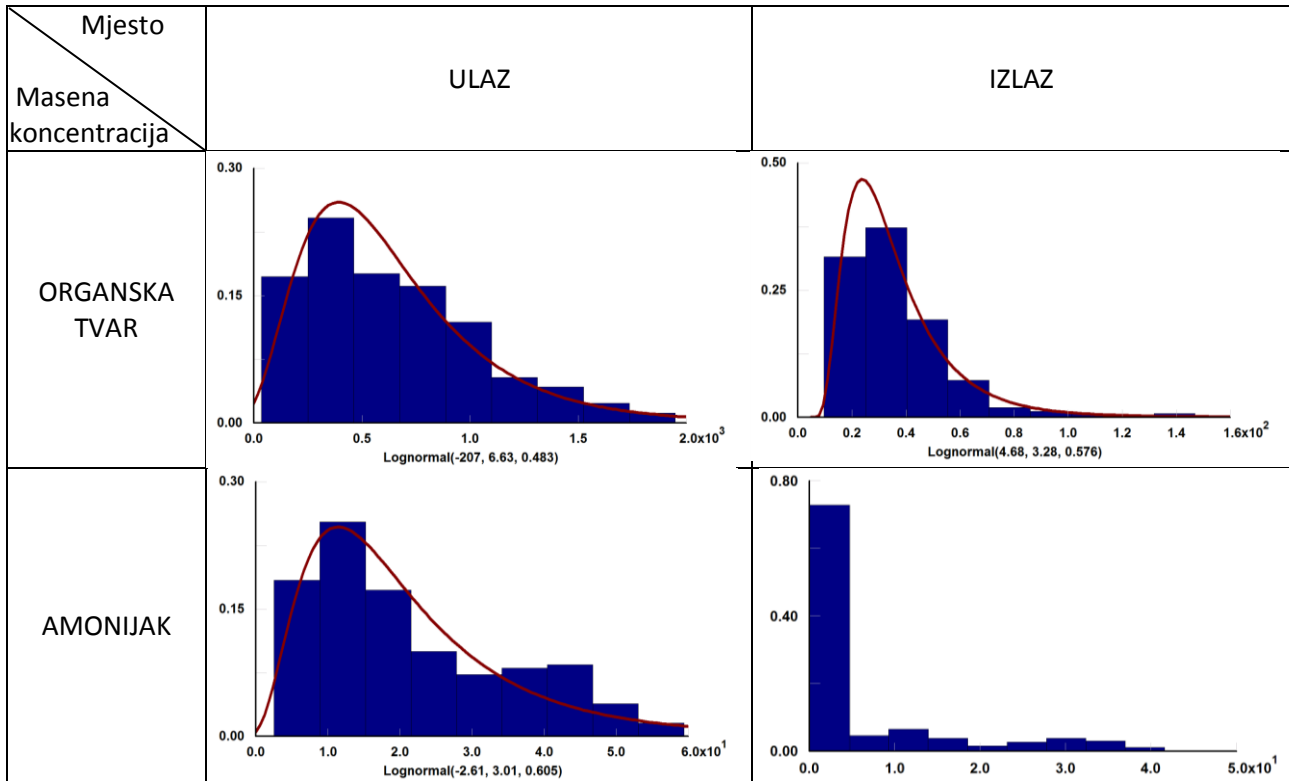 Mjesto
Masena
koncentracija
ULAZ
IZLAZ
ORGANSKA
TVAR
0.30
0.15
0.00
0.0
0.5
1.0
1.5
2.0x10³
Lognormal(-207, 6.63, 0.483)
0.50
0.25
0.00
0.0
0.2
0.4
0.6
0.8
1.0
1.2
1.4
1.6x10²
Lognormal(4.68, 3.28, 0.576)
AMONIJAK
0.30
0.15
0.00
0.0
1.0
2.0
3.0
4.0
5.0
6.0x10¹
Lognormal(-2.61, 3.01, 0.605)
0.80
0.40
0.00
0.0
1.0
2.0
3.0
4.0
5.0x10¹